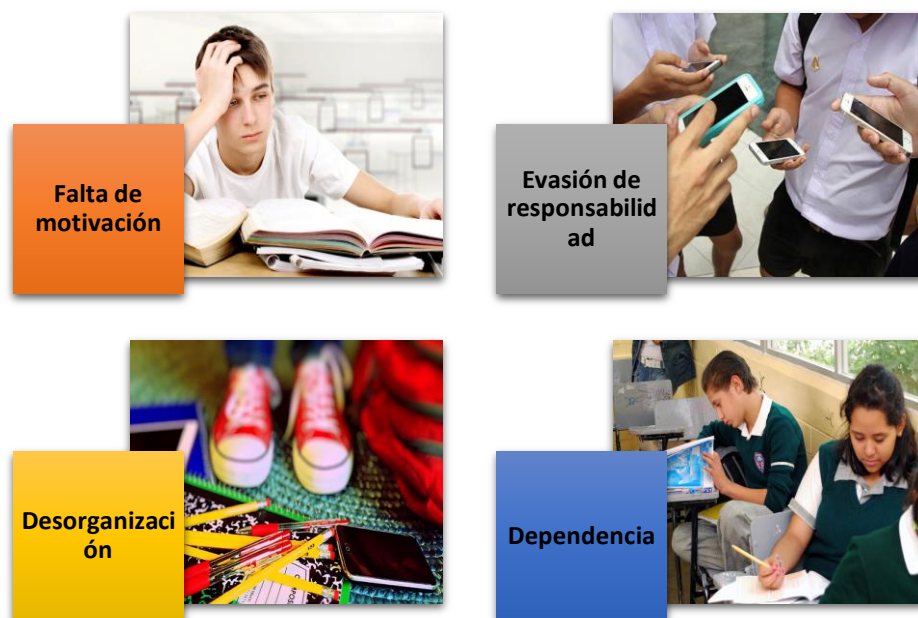 Falta de
motivación
Evasión de
responsabilid
ad
Desorganizaci
ón
Dependencia